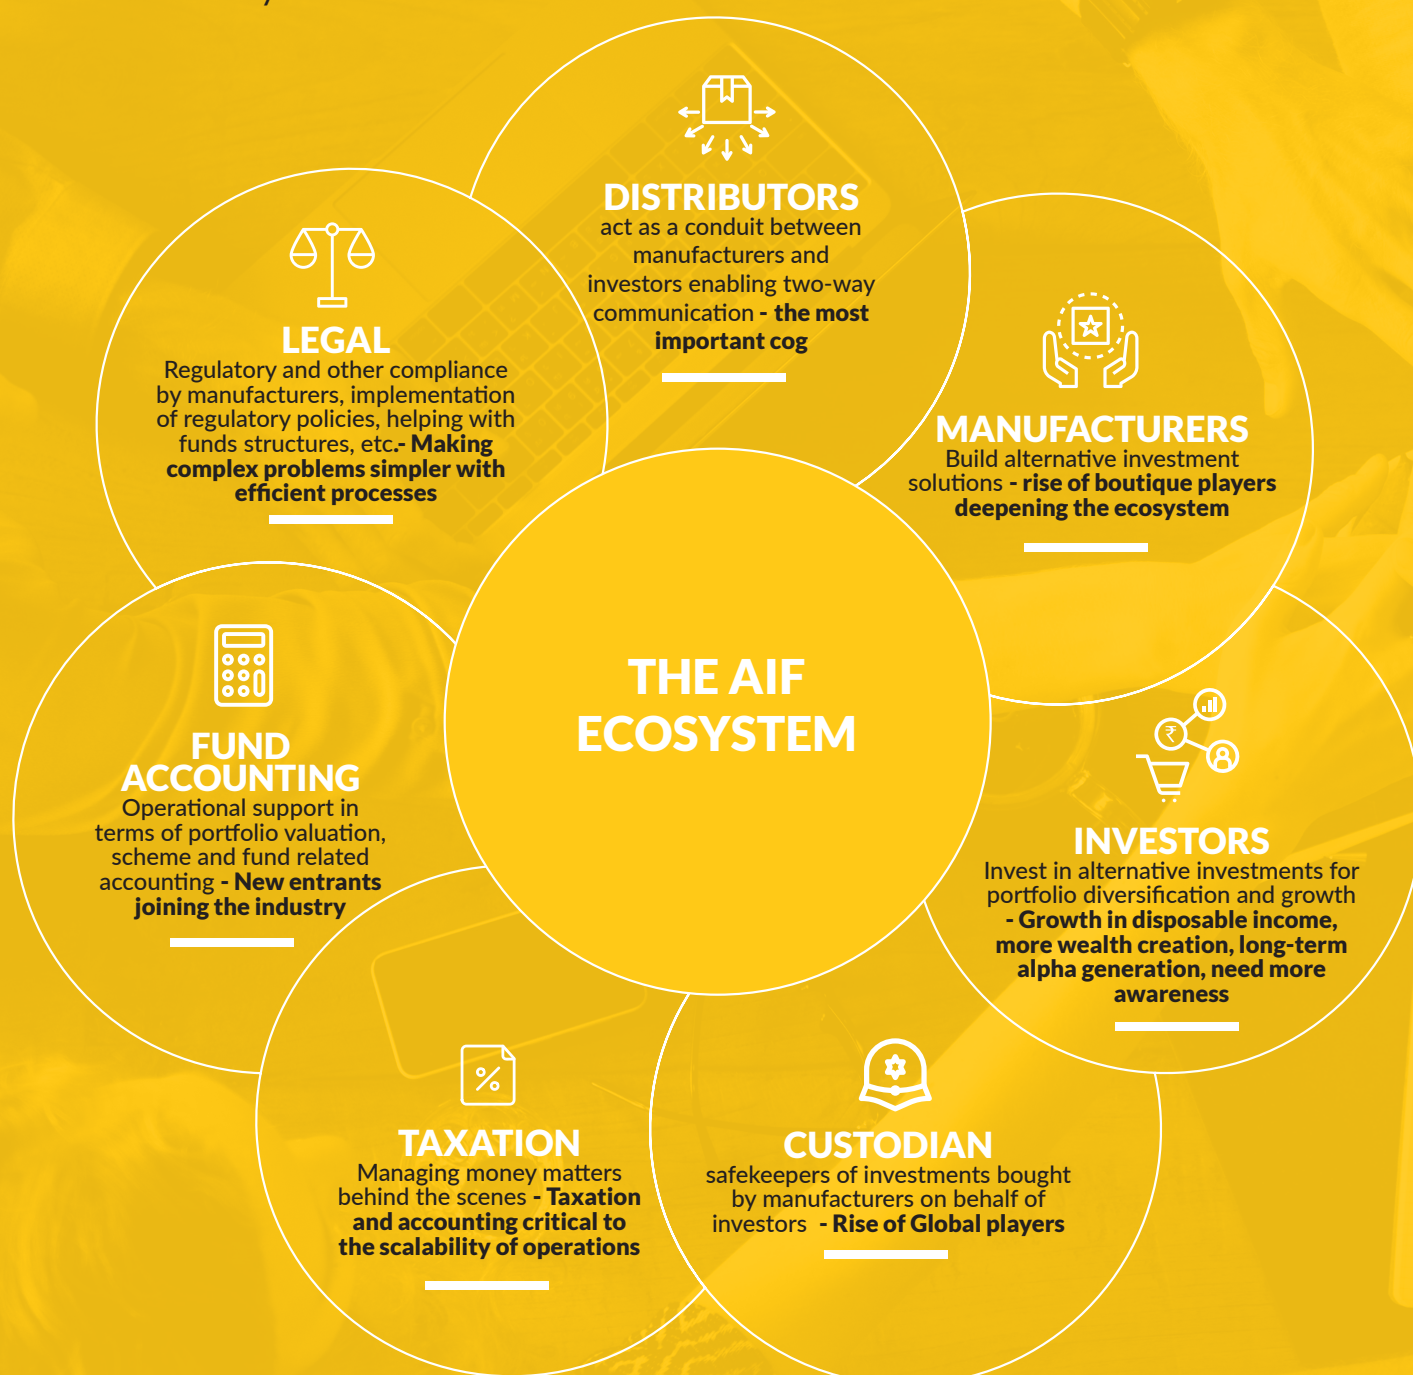 DISTRIBUTORS
act as a conduit between
manufacturers and
investors enabling two-way
communication - the most
important cog
LEGAL
Regulatory and other compliance
by manufacturers, implementation
of regulatory policies, helping with
funds structures, etc.- Making
complex problems simpler with
efficient processes
MANUFACTURERS
Build alternative investment
solutions - rise of boutique players
deepening the ecosystem
THE AIF
ECOSYSTEM
FUND
ACCOUNTING
Operational support in
terms of portfolio valuation,
scheme and fund related
accounting - New entrants
joining the industry
₹
INVESTORS
Invest in alternative investments for
portfolio diversification and growth
- Growth in disposable income,
more wealth creation, long-term
alpha generation, need more
awareness
%
TAXATION
Managing money matters
behind the scenes - Taxation
and accounting critical to
the scalability of operations
CUSTODIAN
safekeepers of investments bought
by manufacturers on behalf of
investors - Rise of Global players